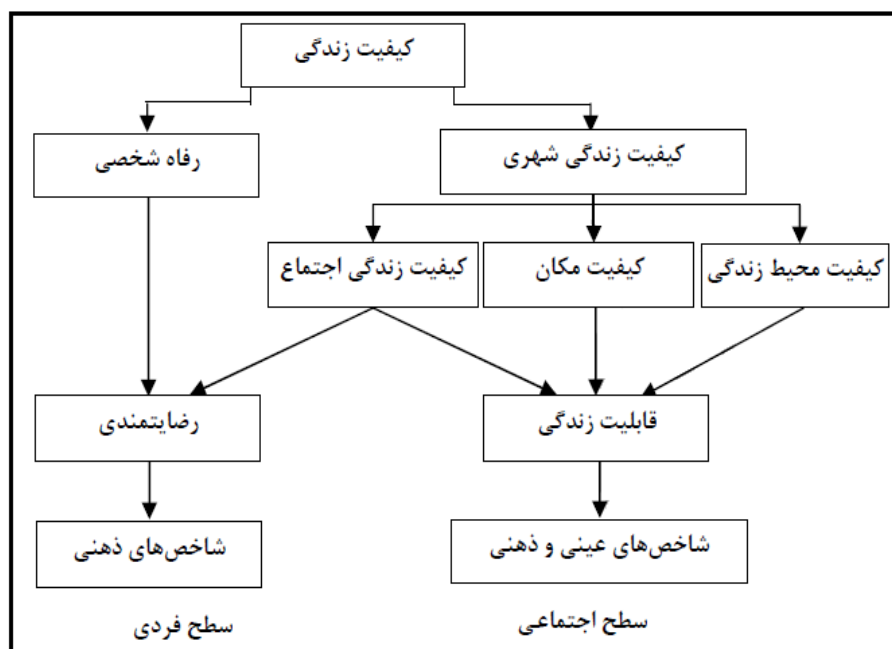 کیفیت زندگی
کیفیت زندگی شهری
رفاه شخصی
کیفیت محیط زندگی
کیفیت مکان
کیفیت زندگی اجتماع
قابلیت زندگی
رضایتمندی
شاخص‌های عینی و ذهنی
شاخص‌های ذهنی
سطح اجتماعی
سطح فردی